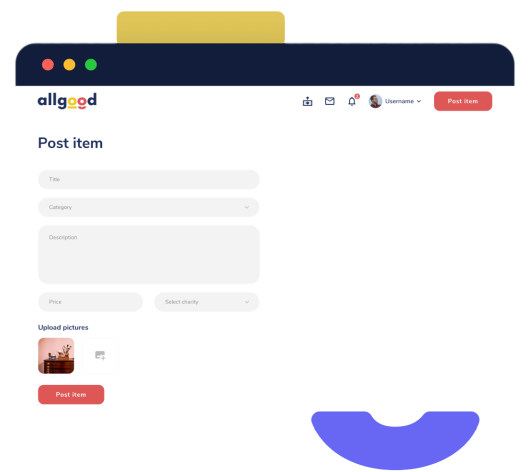 allgood
Username
Post item
Post item
Title
Category
Description
Price
Select charity
Upload pictures
Post item